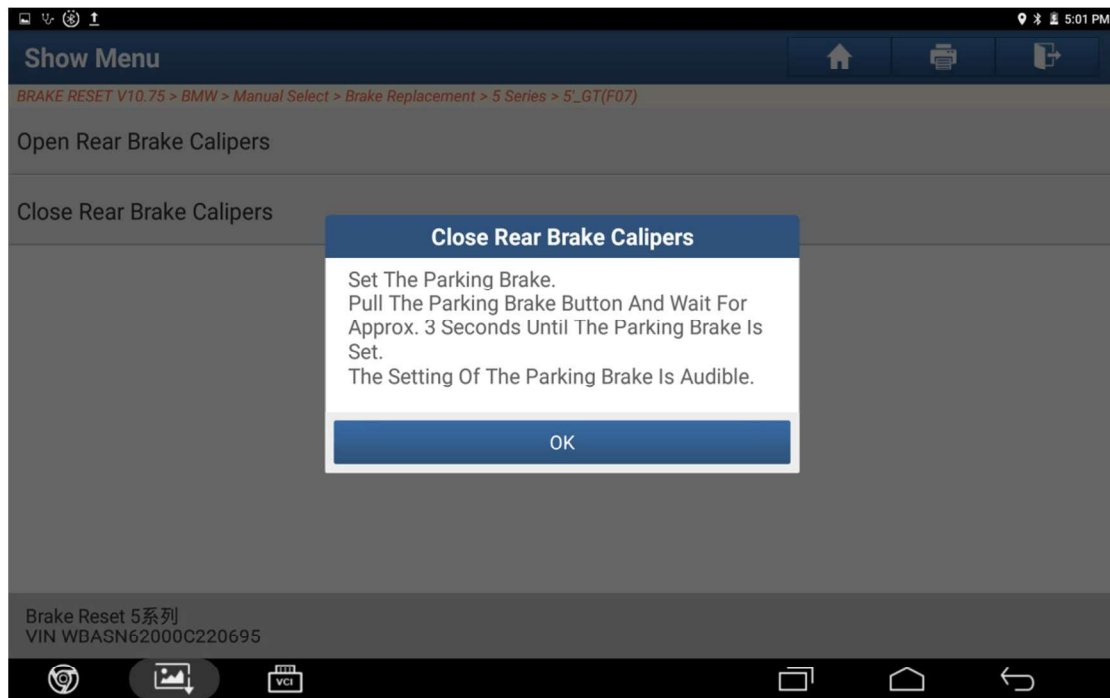 5:01 PM
Show Menu
BRAKE RESET V10.75 > BMW > Manual Select > Brake Replacement > 5 Series > 5'_GT(F07)
Open Rear Brake Calipers
Close Rear Brake Calipers
Close Rear Brake Calipers
Set The Parking Brake.
Pull The Parking Brake Button And Wait For
Approx. 3 Seconds Until The Parking Brake Is
Set.
The Setting Of The Parking Brake Is Audible.
OK
Brake Reset 5系列
VIN WBASN62000C220695
VCI